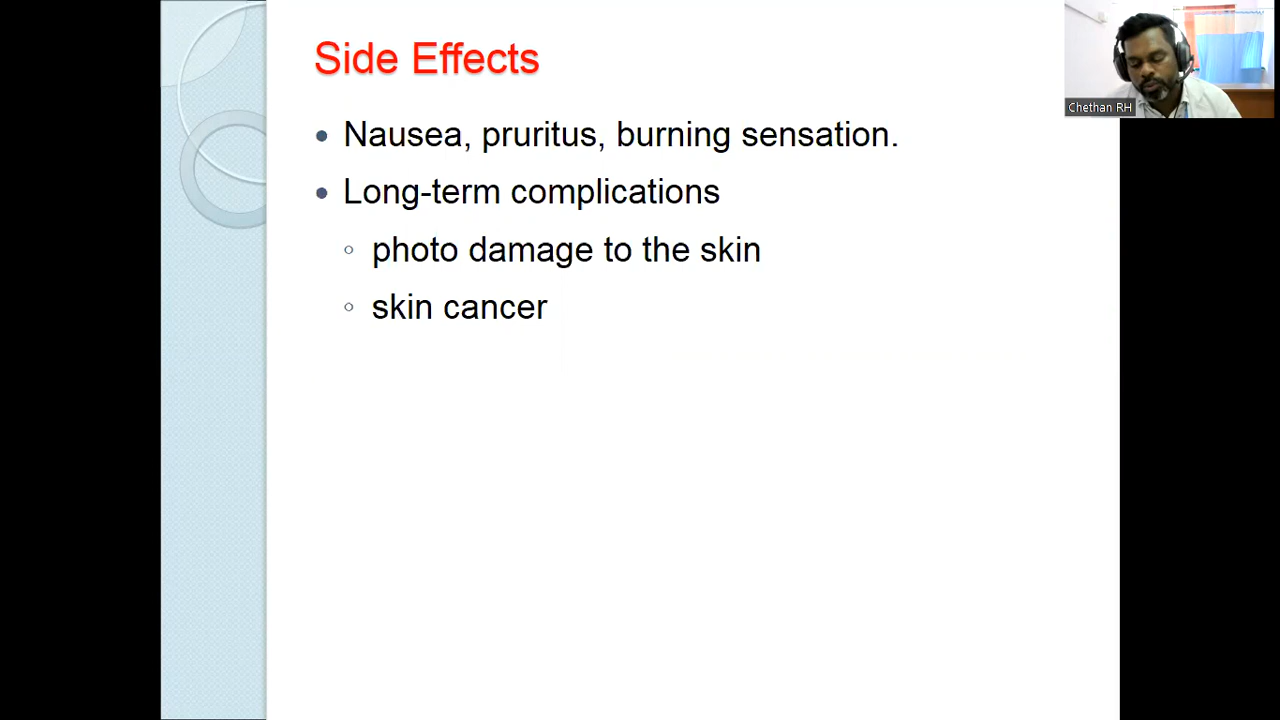 Side Effects
• Nausea, pruritus, burning sensation.
• Long-term complications
◦ photo damage to the skin
◦ skin cancer
Chethan RH